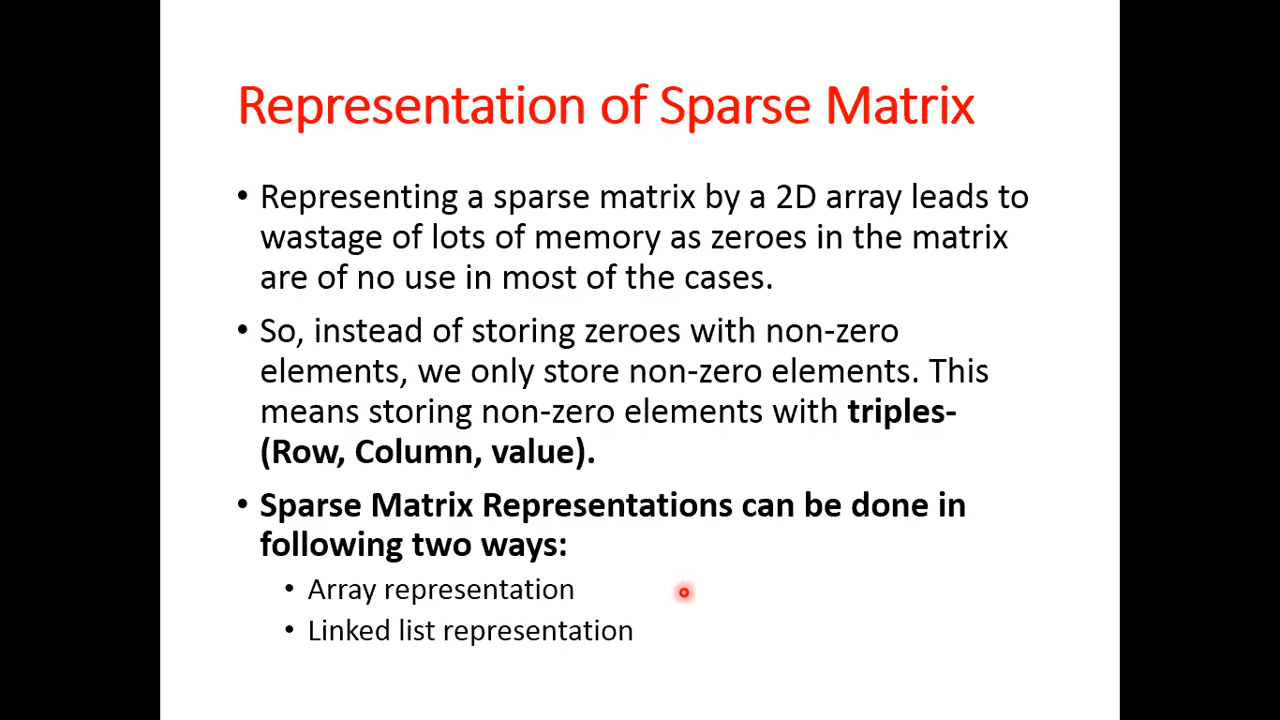 Representation of Sparse Matrix
• Representing a sparse matrix by a 2D array leads to
wastage of lots of memory as zeroes in the matrix
are of no use in most of the cases.
• So, instead of storing zeroes with non-zero
elements, we only store non-zero elements. This
means storing non-zero elements with triples-
(Row, Column, value).
• Sparse Matrix Representations can be done in
following two ways:
• Array representation
• Linked list representation